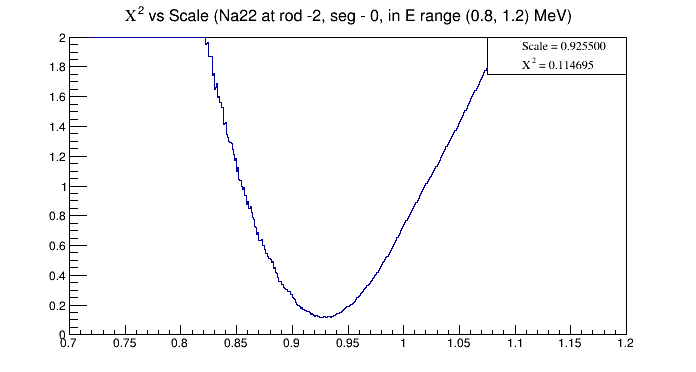 X² vs Scale (Na22 at rod -2, seg - 0, in E range (0.8, 1.2) MeV)
Scale = 0.925500
X² = 0.114695
2
1.8
1.6
1.4
1.2
1
0.8
0.6
0.4
0.2
0
0.7 0.75 0.8 0.85 0.9 0.95 1 1.05 1.1 1.15 1.2